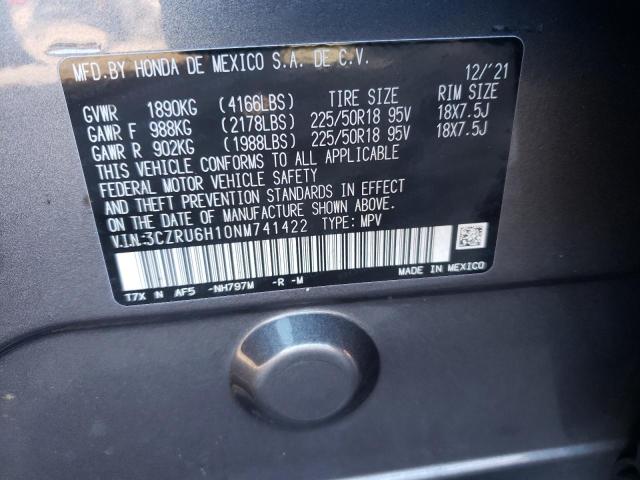 MFD.BY HONDA DE MEXICO S.A. DE C.V. 12/'21
GVWR 1890KG (4166LBS) TIRE SIZE RIM SIZE
GAWR F 988KG (2178LBS) 225/50R18 95V 18X7.5J
GAWR R 902KG (1988LBS) 225/50R18 95V 18X7.5J
THIS VEHICLE CONFORMS TO ALL APPLICABLE
FEDERAL MOTOR VEHICLE SAFETY
AND THEFT PREVENTION STANDARDS IN EFFECT
ON THE DATE OF MANUFACTURE SHOWN ABOVE.
V.I.N:3CZRU6H10NM741422 TYPE: MPV
MADE IN MEXICO
T7X N AF5 -NH797M -R -M